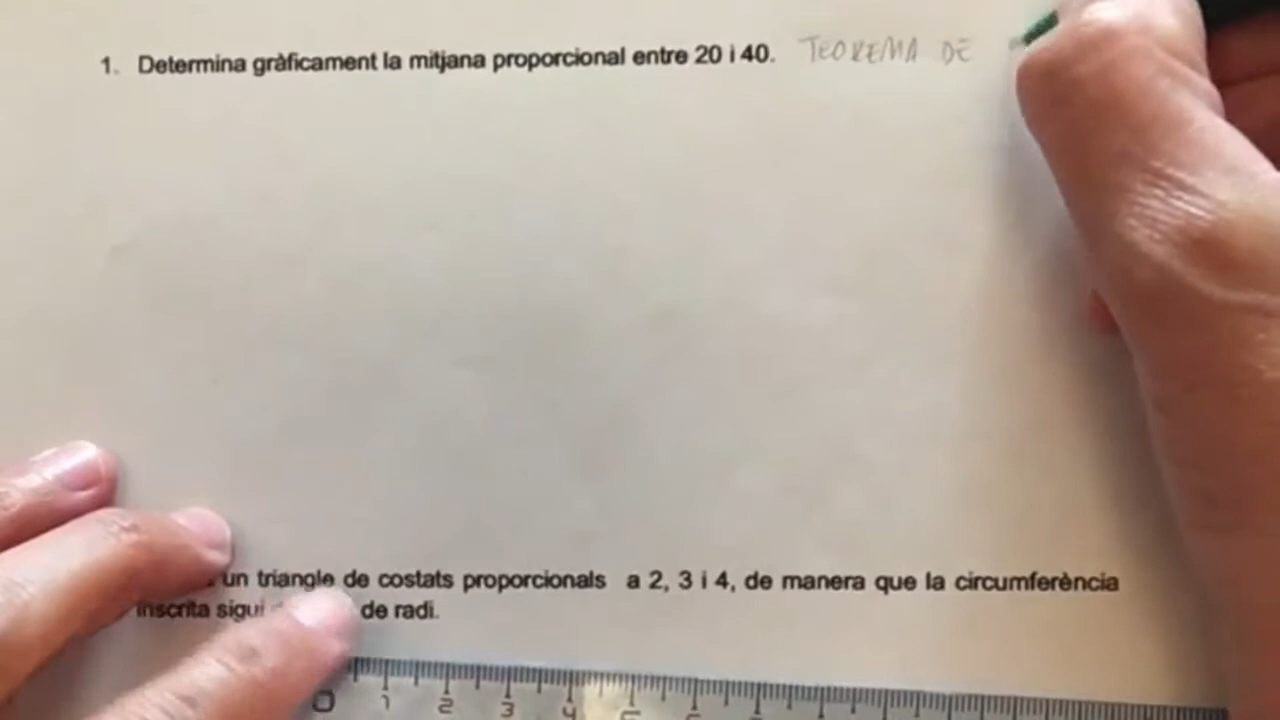 1. Determina gràficament la mitjana proporcional entre 20 i 40. TEOREMA DE
un triangle de costats proporcionals a 2, 3 i 4, de manera que la circumferència
inscrita sigui de radi.
0 1 2 3 4